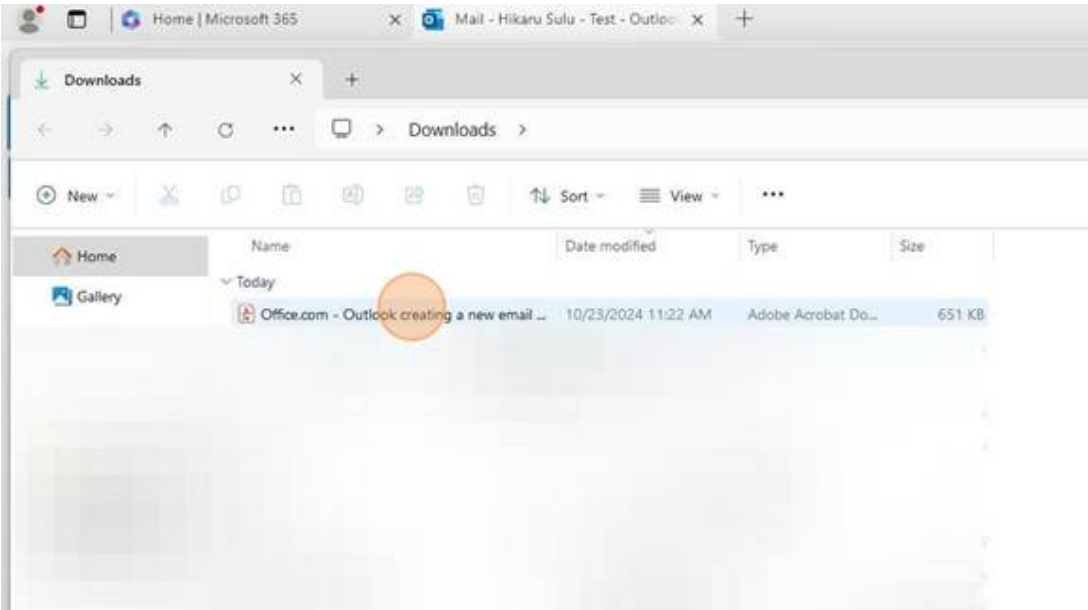 Home | Microsoft 365 Mail - Hikaru Sulu - Test - Outloo
Downloads
Downloads
New Sort View
Home
Gallery
Name Date modified Type Size
Today
Office.com - Outlook creating a new email ... 10/23/2024 11:22 AM Adobe Acrobat Do... 651 KB